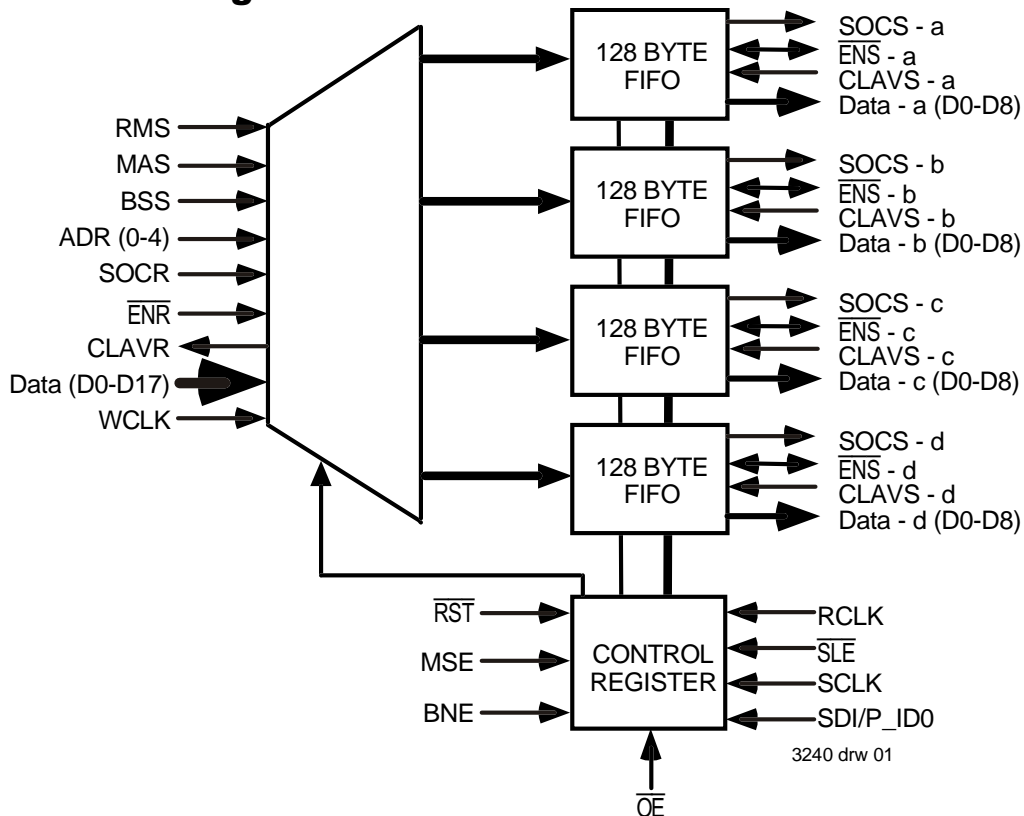 RMS
MAS
BSS
ADR (0-4)
SOCR
ENR
CLAVR
Data (D0-D17)
WCLK
128 BYTE
FIFO
SOCS - a
ENS - a
CLAVS - a
Data - a (D0-D8)
128 BYTE
FIFO
SOCS - b
ENS - b
CLAVS - b
Data - b (D0-D8)
128 BYTE
FIFO
SOCS - c
ENS - c
CLAVS - c
Data - c (D0-D8)
128 BYTE
FIFO
SOCS - d
ENS - d
CLAVS - d
Data - d (D0-D8)
RST
MSE
BNE
CONTROL
REGISTER
RCLK
SLE
SCLK
SDI/P_ID0
3240 drw 01
OE